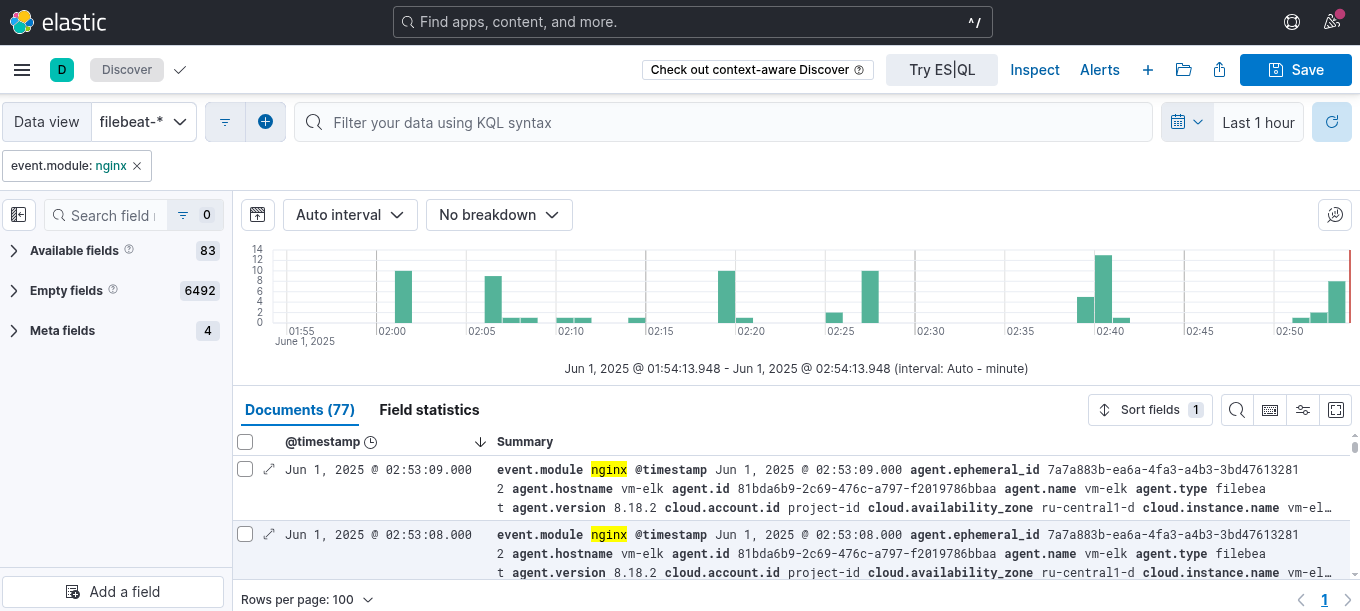 elastic
Find apps, content, and more.
^/
D
Discover
Check out context-aware Discover
Try ES|QL
Inspect
Alerts
Save
Data view
filebeat-*
Filter your data using KQL syntax
Last 1 hour
event.module: nginx
Search field
0
Auto interval
No breakdown
Available fields
83
Empty fields
6492
Meta fields
4
14
12
10
8
6
4
2
0
01:55
02:00
02:05
02:10
02:15
02:20
02:25
02:30
02:35
02:40
02:45
02:50
June 1, 2025
Jun 1, 2025 @ 01:54:13.948 - Jun 1, 2025 @ 02:54:13.948 (interval: Auto - minute)
Documents (77)
Field statistics
Sort fields 1
@timestamp
Summary
Jun 1, 2025 @ 02:53:09.000
event.module nginx @timestamp Jun 1, 2025 @ 02:53:09.000 agent.ephemeral_id 7a7a883b-ea6a-4fa3-a4b3-3bd47613281
2 agent.hostname vm-elk agent.id 81bda6b9-2c69-476c-a797-f2019786bbaa agent.name vm-elk agent.type filebea
t agent.version 8.18.2 cloud.account.id project-id cloud.availability_zone ru-central1-d cloud.instance.name vm-el…
Jun 1, 2025 @ 02:53:08.000
event.module nginx @timestamp Jun 1, 2025 @ 02:53:08.000 agent.ephemeral_id 7a7a883b-ea6a-4fa3-a4b3-3bd47613281
2 agent.hostname vm-elk agent.id 81bda6b9-2c69-476c-a797-f2019786bbaa agent.name vm-elk agent.type filebea
t agent.version 8.18.2 cloud.account.id project-id cloud.availability_zone ru-central1-d cloud.instance.name vm-el…
Add a field
Rows per page: 100
1